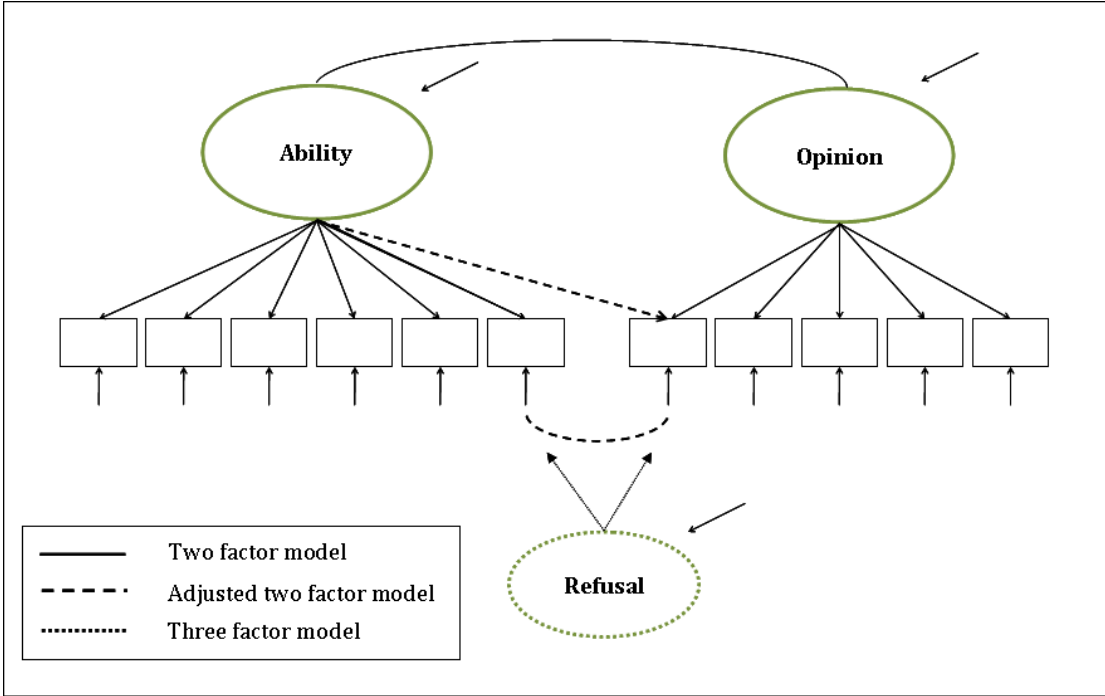 Ability
Opinion
Refusal
Two factor model
Adjusted two factor model
Three factor model